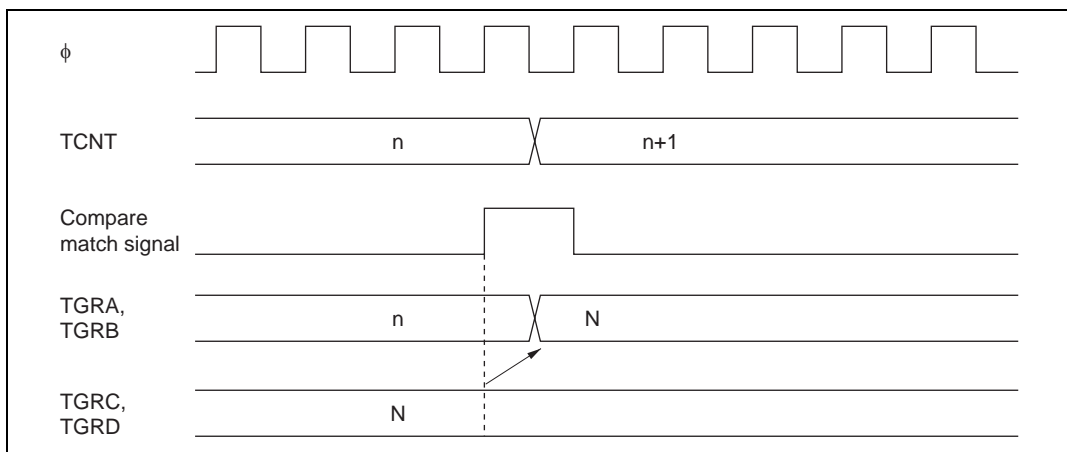 ϕ
TCNT
n
n+1
Compare
match signal
TGRA,
TGRB
n
N
TGRC,
TGRD
N